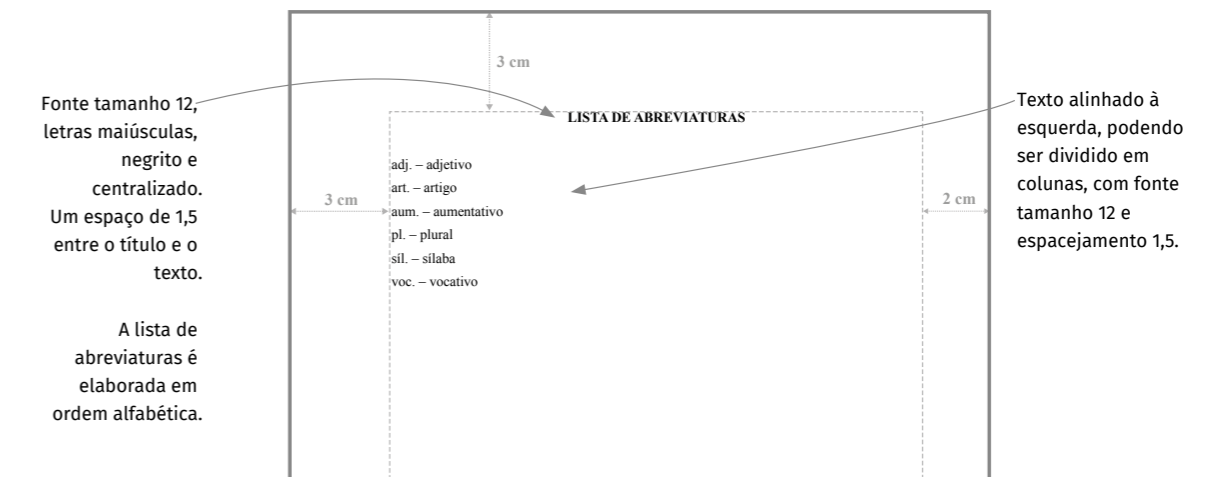 3 cm
Fonte tamanho 12,
letras maiúsculas,
negrito e
centralizado.
Um espaço de 1,5
entre o título e o
texto.
A lista de
abreviaturas é
elaborada em
ordem alfabética.
LISTA DE ABREVIATURAS
adj. – adjetivo
art. – artigo
aum. – aumentativo
pl. – plural
síl. – sílaba
voc. – vocativo
3 cm
2 cm
Texto alinhado à
esquerda, podendo
ser dividido em
colunas, com fonte
tamanho 12 e
espacejamento 1,5.